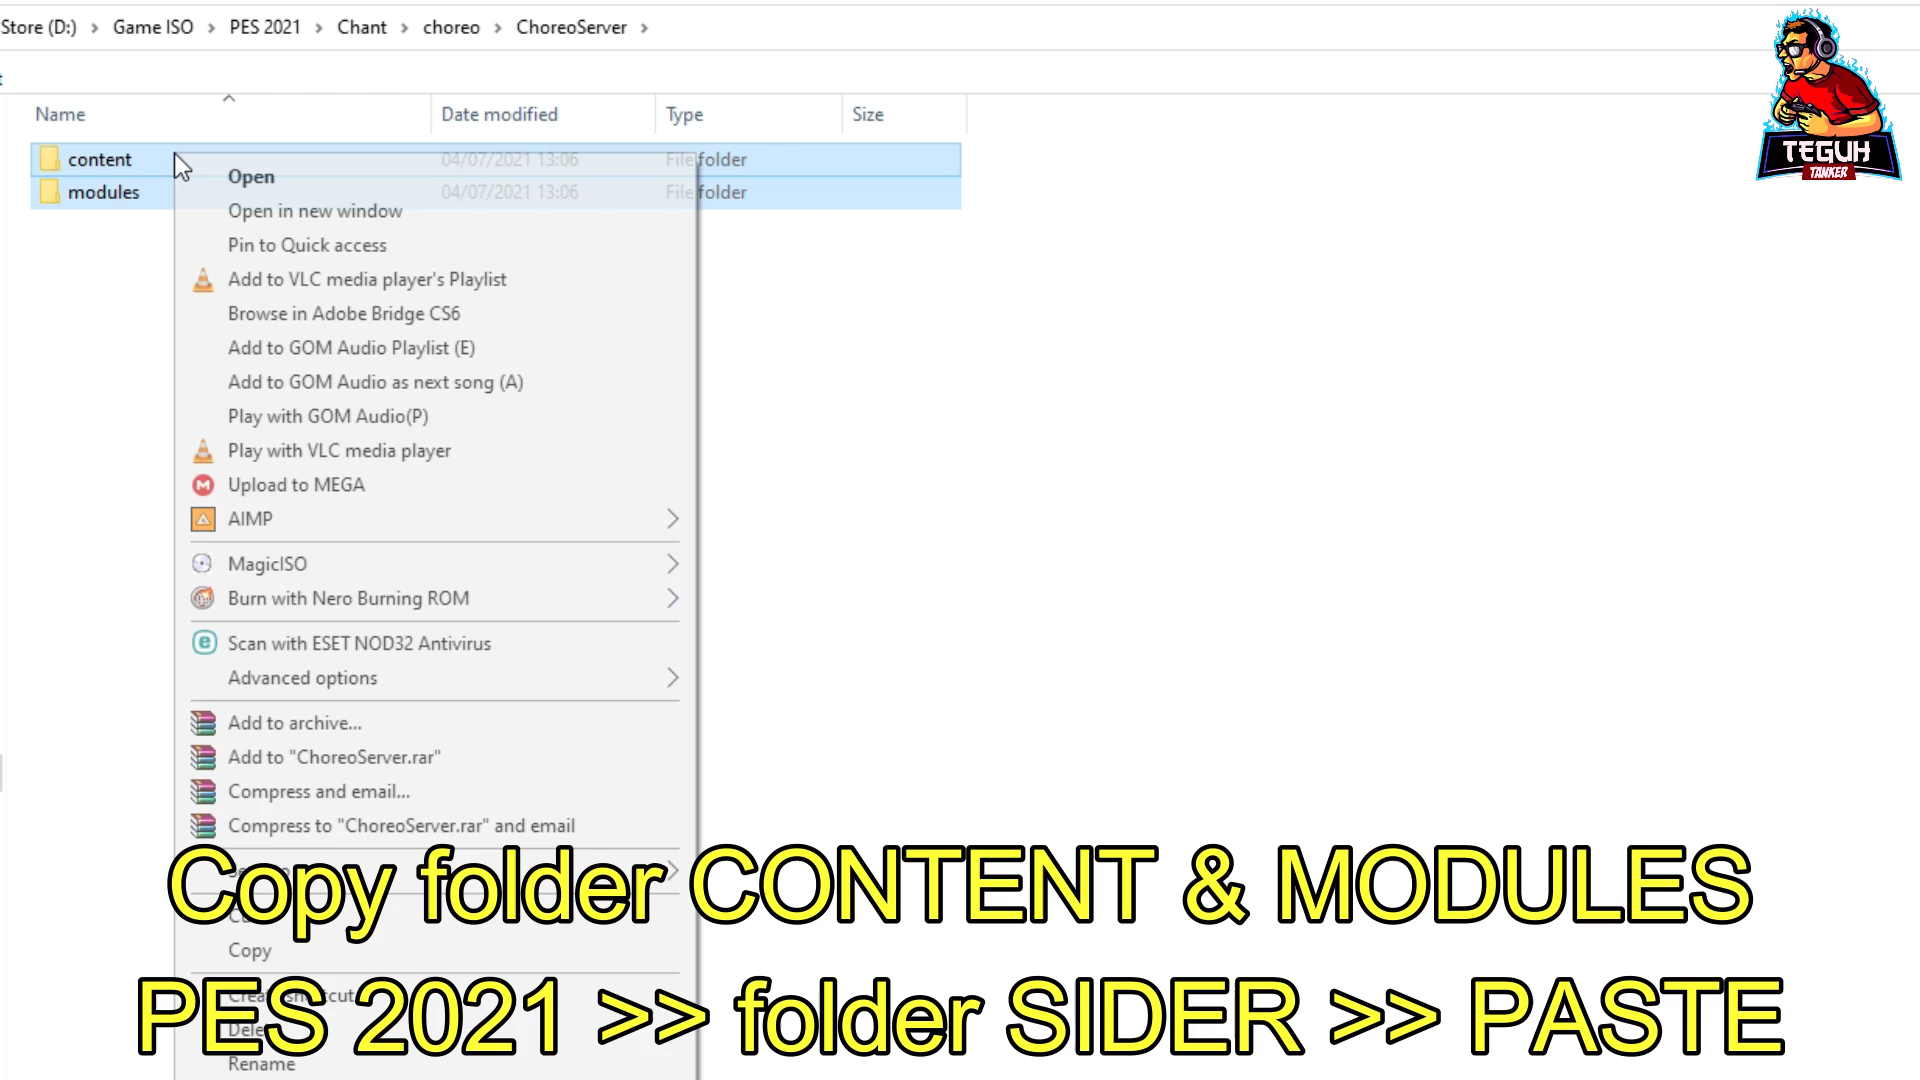 Store (D:) > Game ISO > PES 2021 > Chant > choreo > ChoreoServer >
Name Date modified Type Size
content 04/07/2021 13:06 File folder
modules 04/07/2021 13:06 File folder
Open
Open in new window
Pin to Quick access
Add to VLC media player's Playlist
Browse in Adobe Bridge CS6
Add to GOM Audio Playlist (E)
Add to GOM Audio as next song (A)
Play with GOM Audio(P)
Play with VLC media player
Upload to MEGA
AIMP
MagicISO
Burn with Nero Burning ROM
Scan with ESET NOD32 Antivirus
Advanced options
Add to archive...
Add to "ChoreoServer.rar"
Compress and email...
Compress to "ChoreoServer.rar" and email
Copy folder CONTENT & MODULES
Copy
PES 2021 >> folder SIDER >> PASTE
Rename
TEGUH
TANKER